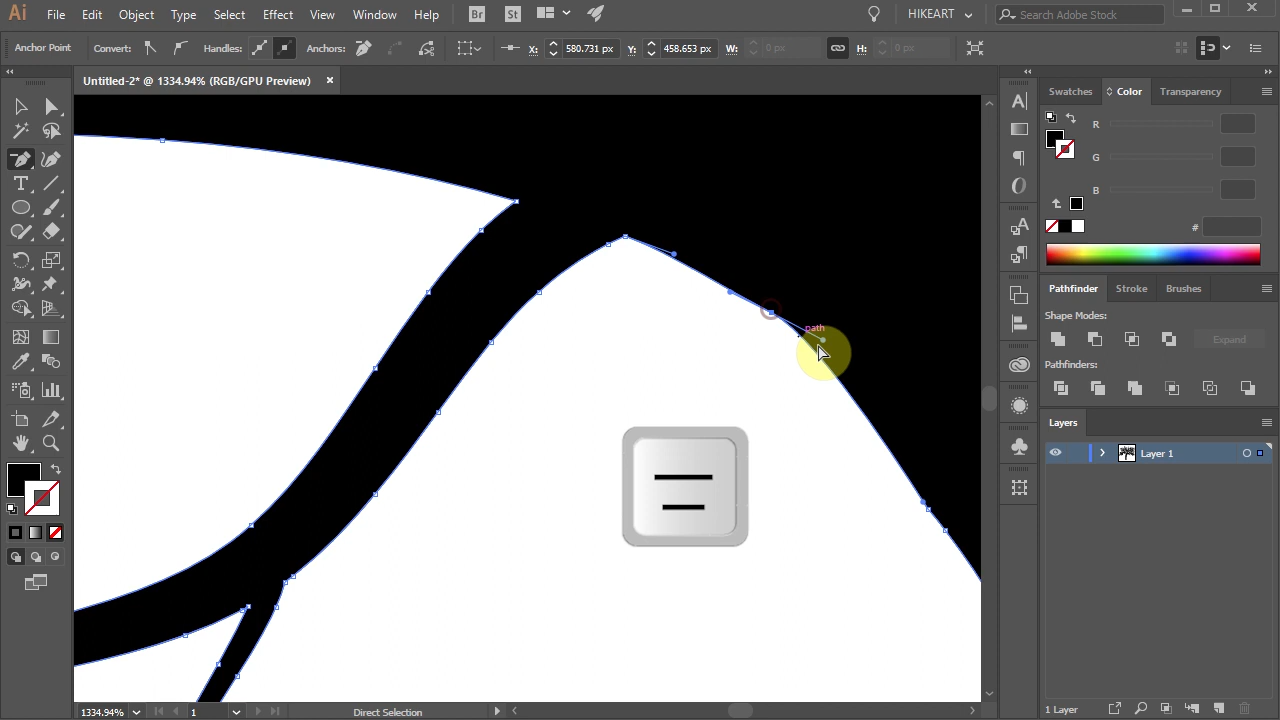 Ai File Edit Object Type Select Effect View Window Help Br St HIKEART Search Adobe Stock
Anchor Point Convert: Handles: Anchors: X: 580.731 px Y: 458.653 px W: 0 px H: 0 px
Untitled-2* @ 1334.94% (RGB/GPU Preview) ×
Swatches Color Transparency
R
G
B
#
Pathfinder Stroke Brushes
Shape Modes:
Expand
Pathfinders:
Layers
Layer 1
path
1334.94% 1 Direct Selection
1 Layer